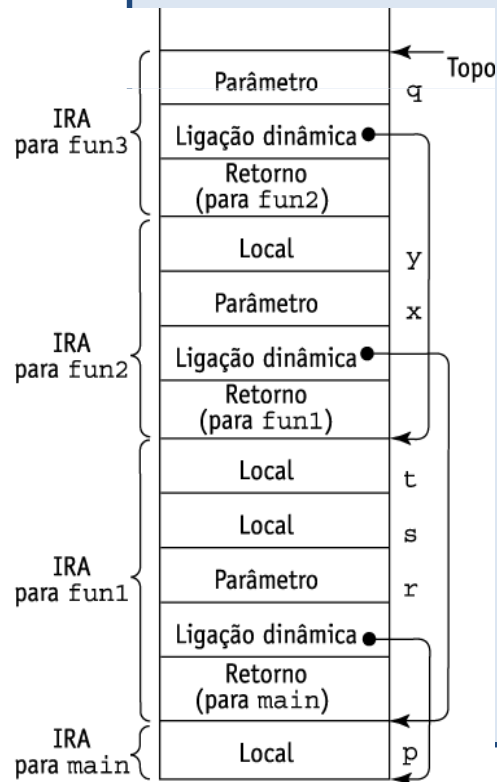 Topo
Parâmetro
q
IRA
para fun3
Ligação dinâmica
Retorno
(para fun2)
Local
y
Parâmetro
x
IRA
para fun2
Ligação dinâmica
Retorno
(para fun1)
Local
t
Local
s
IRA
para fun1
Parâmetro
r
Ligação dinâmica
Retorno
(para main)
IRA
para main
Local
p